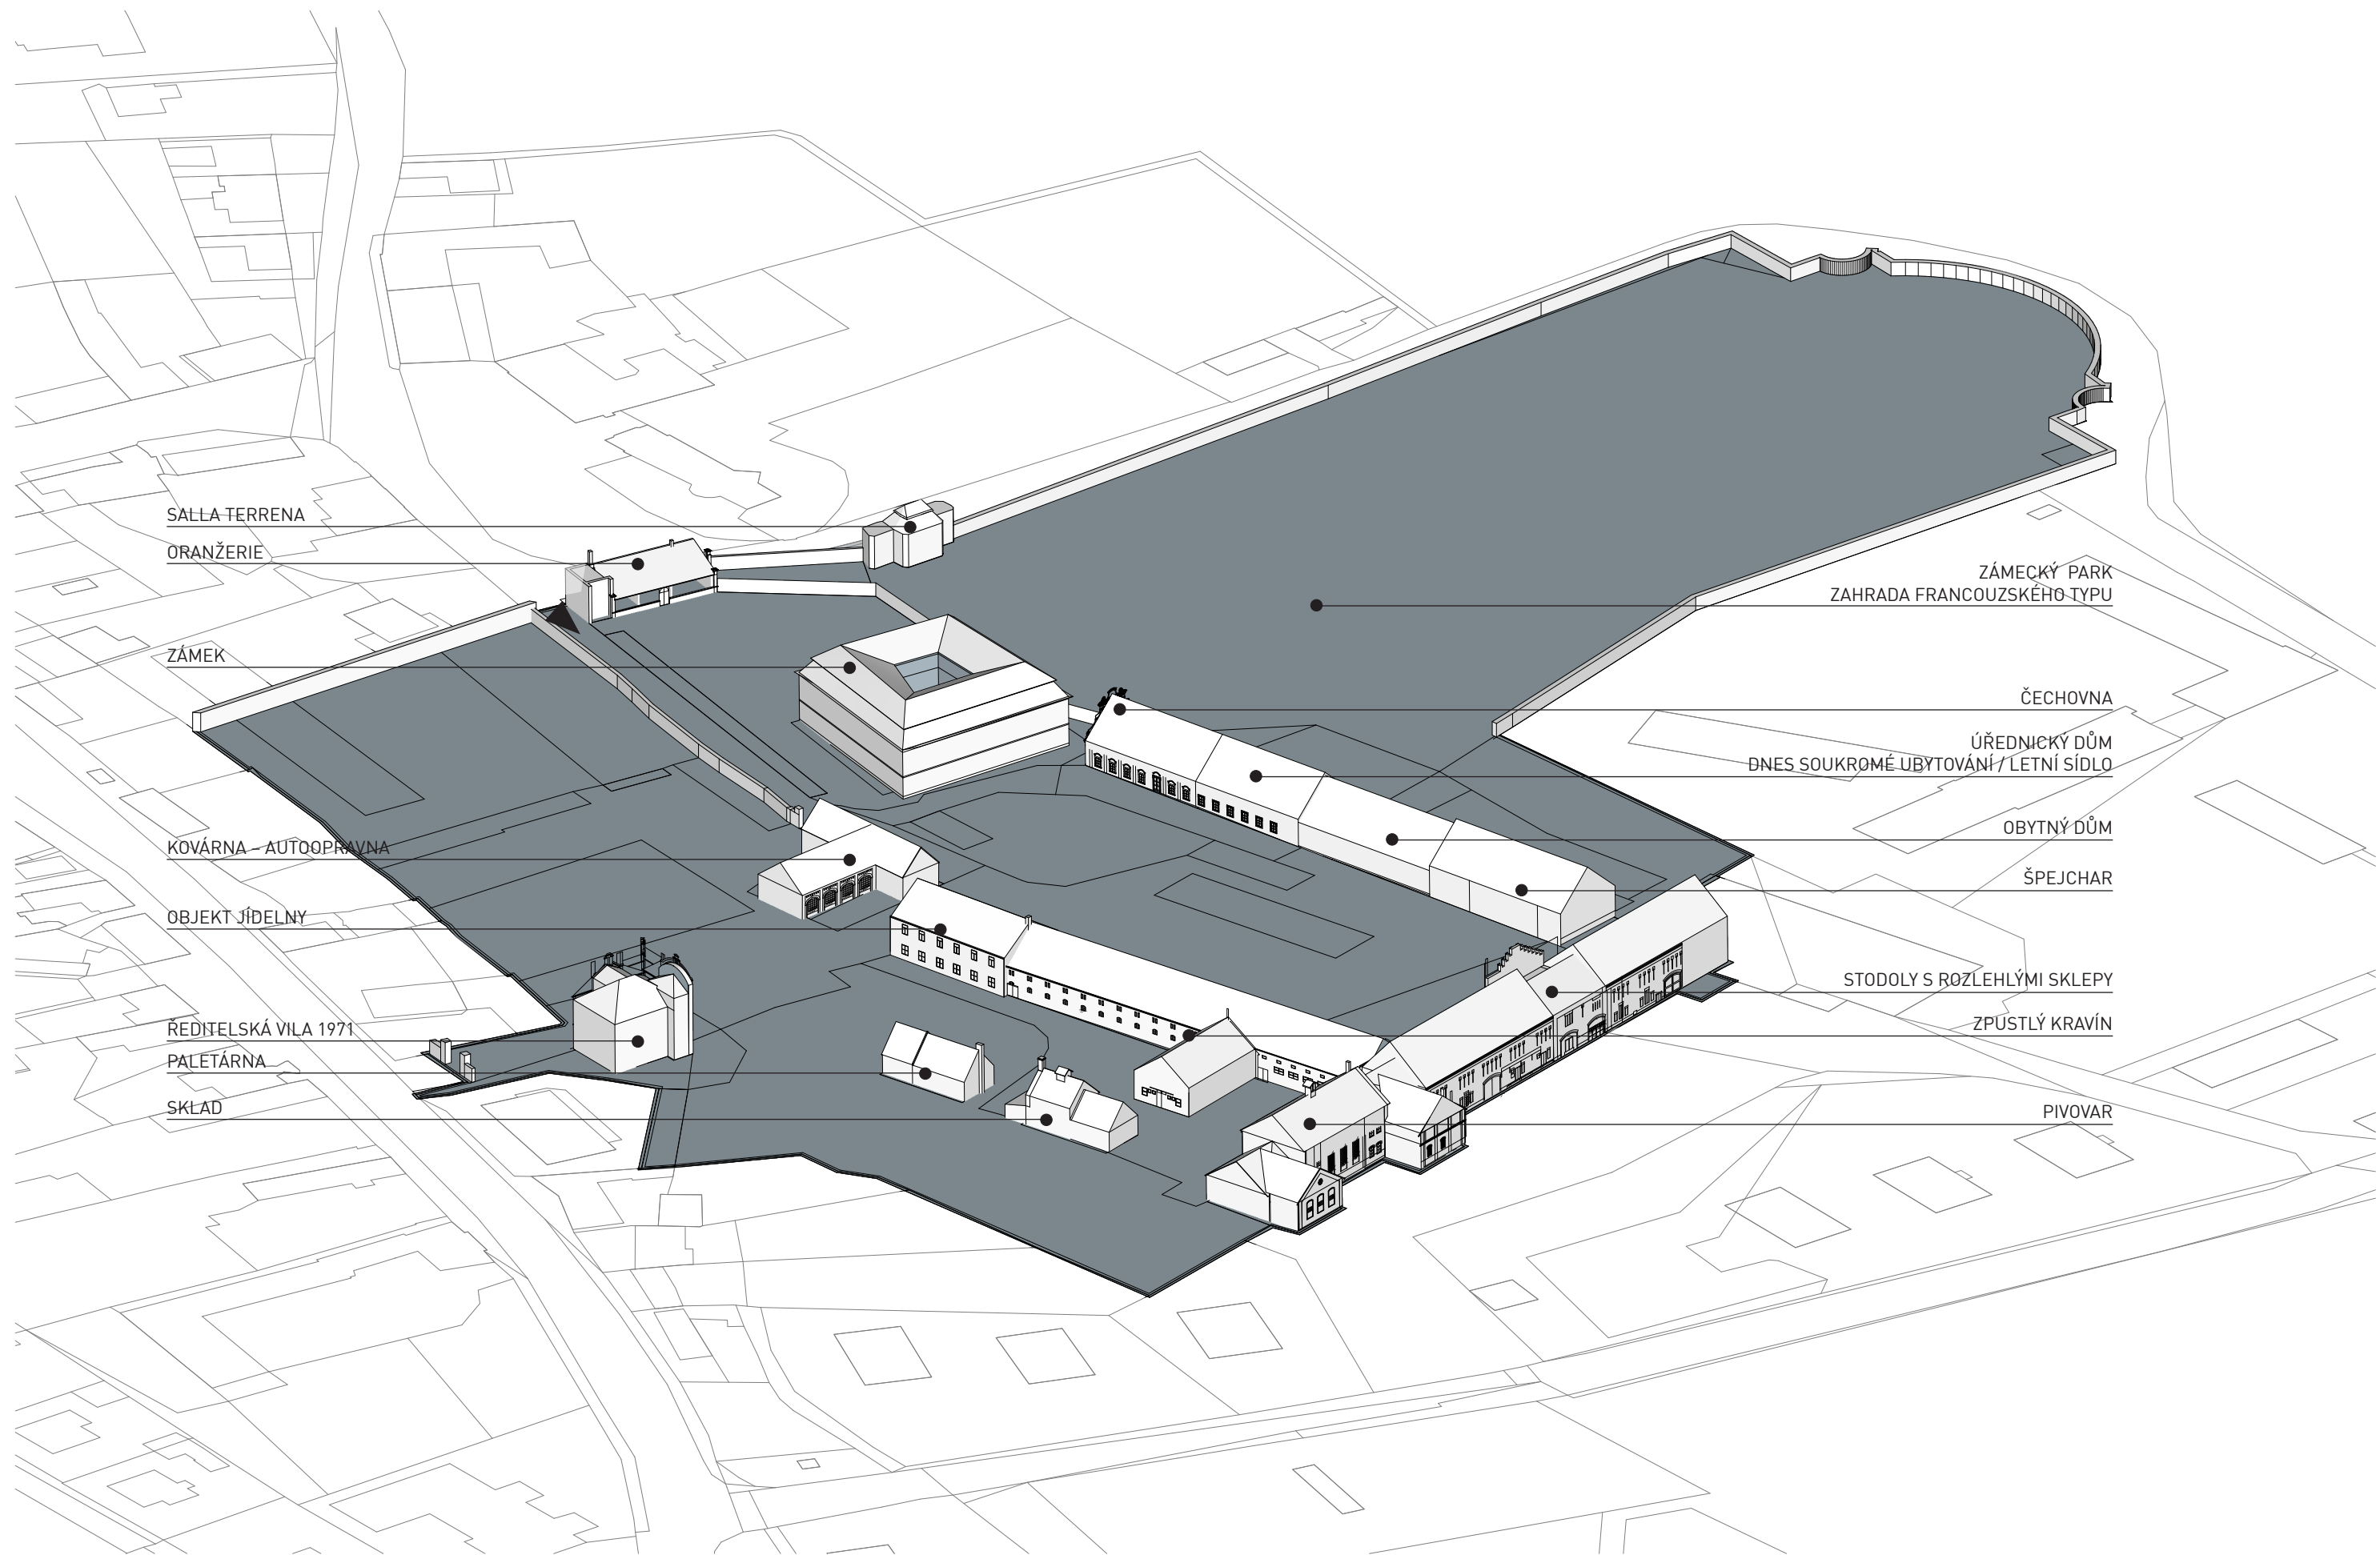 SALLA TERRENA
ORANŽERIE
ZÁMEK
KOVÁRNA – AUTOOPRAVNA
OBJEKT JÍDELNY
ŘEDITELSKÁ VILA 1971
PALETÁRNA
SKLAD
ZÁMECKÝ PARK
ZAHRADA FRANCOUZSKÉHO TYPU
ČECHOVNA
ÚŘEDNICKÝ DŮM
DNES SOUKROMÉ UBYTOVÁNÍ / LETNÍ SÍDLO
OBYTNÝ DŮM
ŠPEJCHAR
STODOLY S ROZLEHLÝMI SKLEPY
ZPUSTLÝ KRAVÍN
PIVOVAR